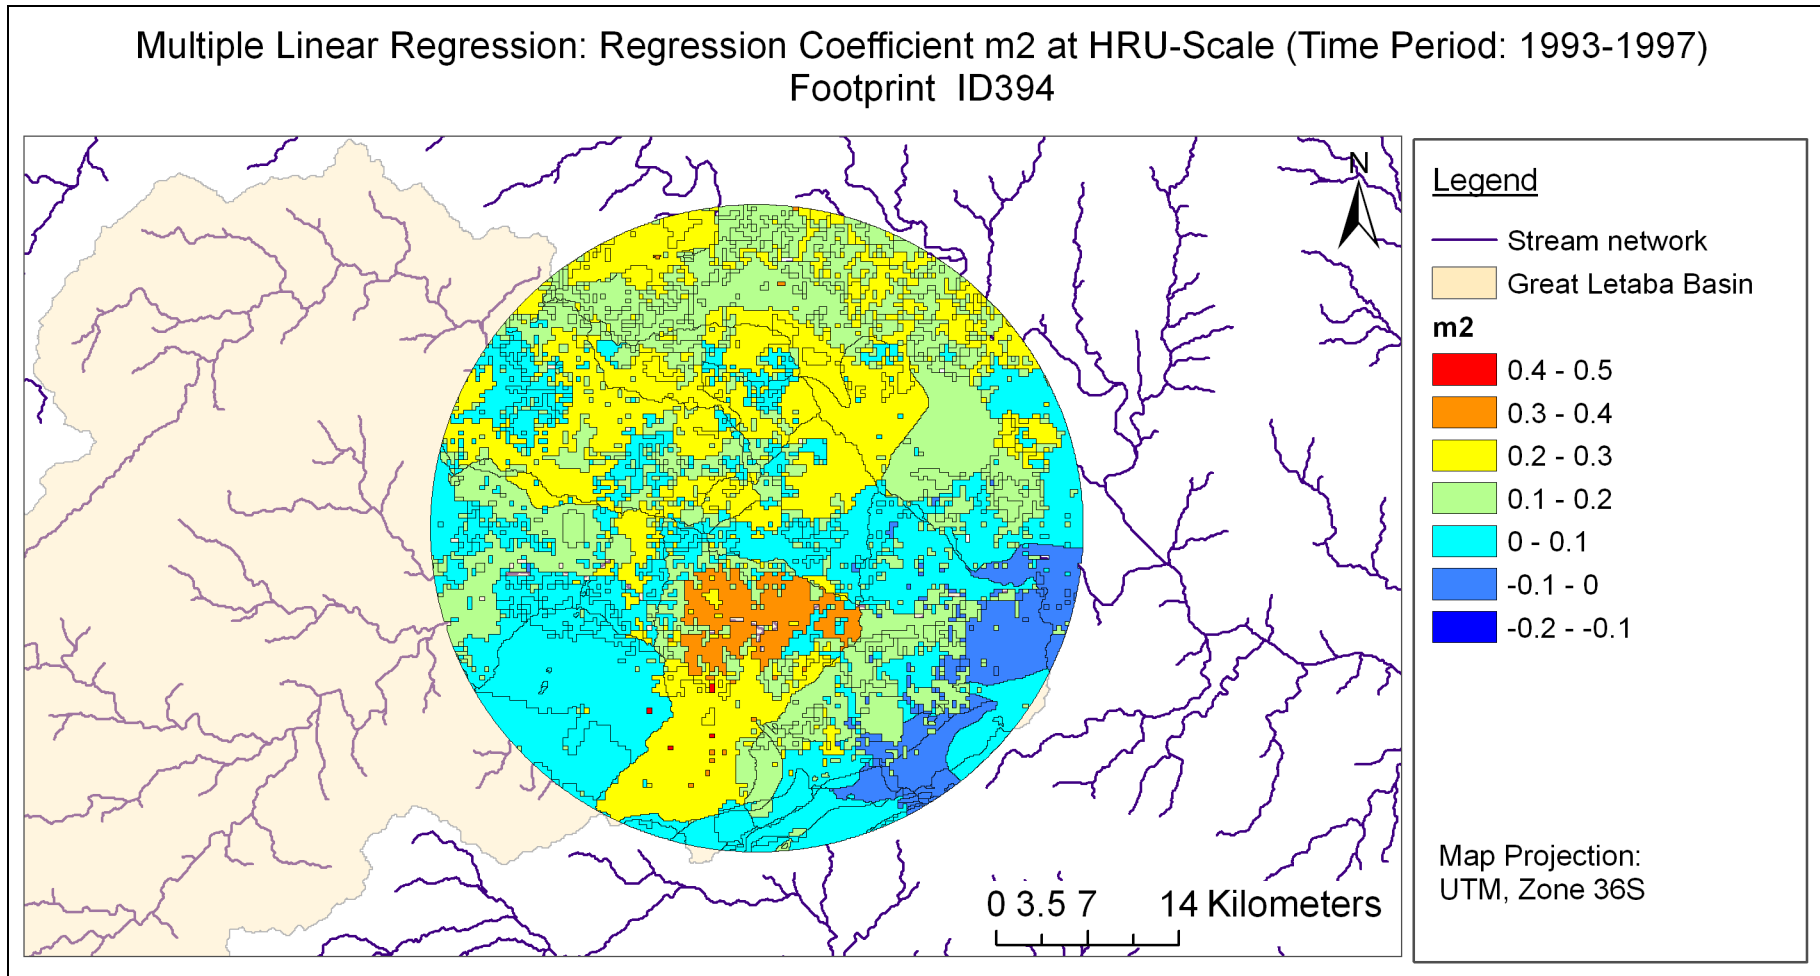 Multiple Linear Regression: Regression Coefficient m2 at HRU-Scale (Time Period: 1993-1997)
Footprint ID394
N
0 3.5 7 14 Kilometers
Legend
Stream network
Great Letaba Basin
m2
0.4 - 0.5
0.3 - 0.4
0.2 - 0.3
0.1 - 0.2
0 - 0.1
-0.1 - 0
-0.2 - -0.1
Map Projection:
UTM, Zone 36S